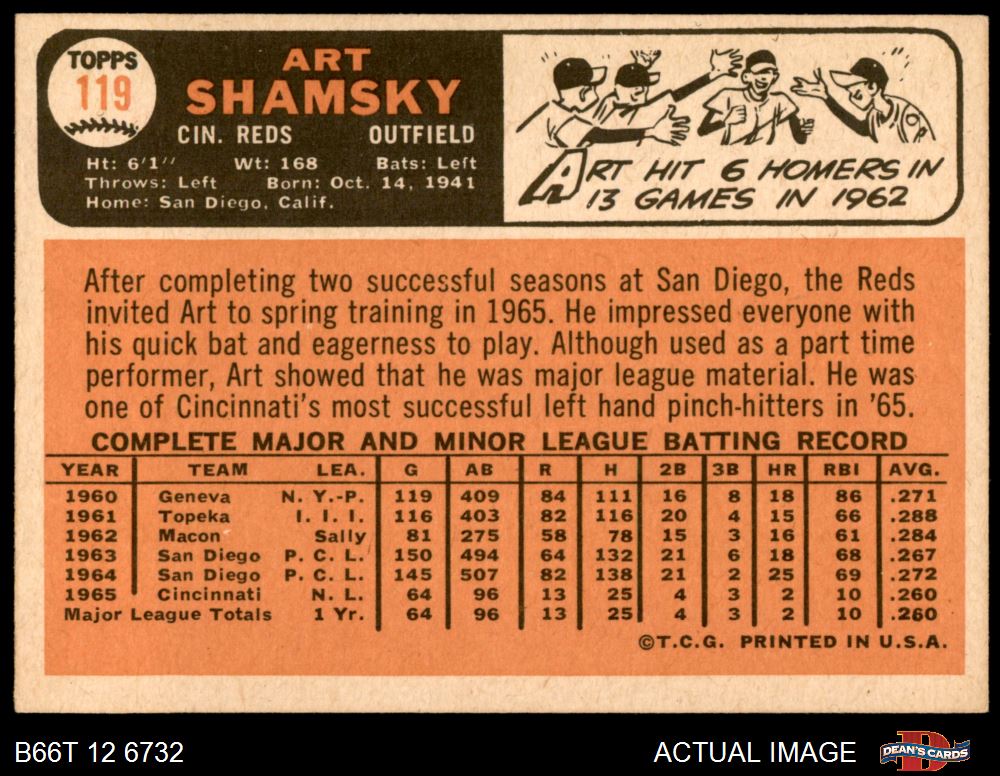 TOPPS
119
ART
SHAMSKY
CIN. REDS OUTFIELD
Ht: 6'1" Wt: 168 Bats: Left
Throws: Left Born: Oct. 14, 1941
Home: San Diego, Calif.
ART HIT 6 HOMERS IN
13 GAMES IN 1962
After completing two successful seasons at San Diego, the Reds
invited Art to spring training in 1965. He impressed everyone with
his quick bat and eagerness to play. Although used as a part time
performer, Art showed that he was major league material. He was
one of Cincinnati's most successful left hand pinch-hitters in '65.
COMPLETE MAJOR AND MINOR LEAGUE BATTING RECORD
YEAR TEAM LEA. G AB R H 2B 3B HR RBI AVG.
1960 Geneva N. Y.-P. 119 409 84 111 16 8 18 86 .271
1961 Topeka I. I. I. 116 403 82 116 20 4 15 66 .288
1962 Macon Sally 81 275 58 78 15 3 16 61 .284
1963 San Diego P. C. L. 150 494 64 132 21 6 18 68 .267
1964 San Diego P. C. L. 145 507 82 138 21 2 25 69 .272
1965 Cincinnati N. L. 64 96 13 25 4 3 2 10 .260
Major League Totals 1 Yr. 64 96 13 25 4 3 2 10 .260
©T.C.G. PRINTED IN U.S.A.
B66T 12 6732 ACTUAL IMAGE DEAN'S CARDS